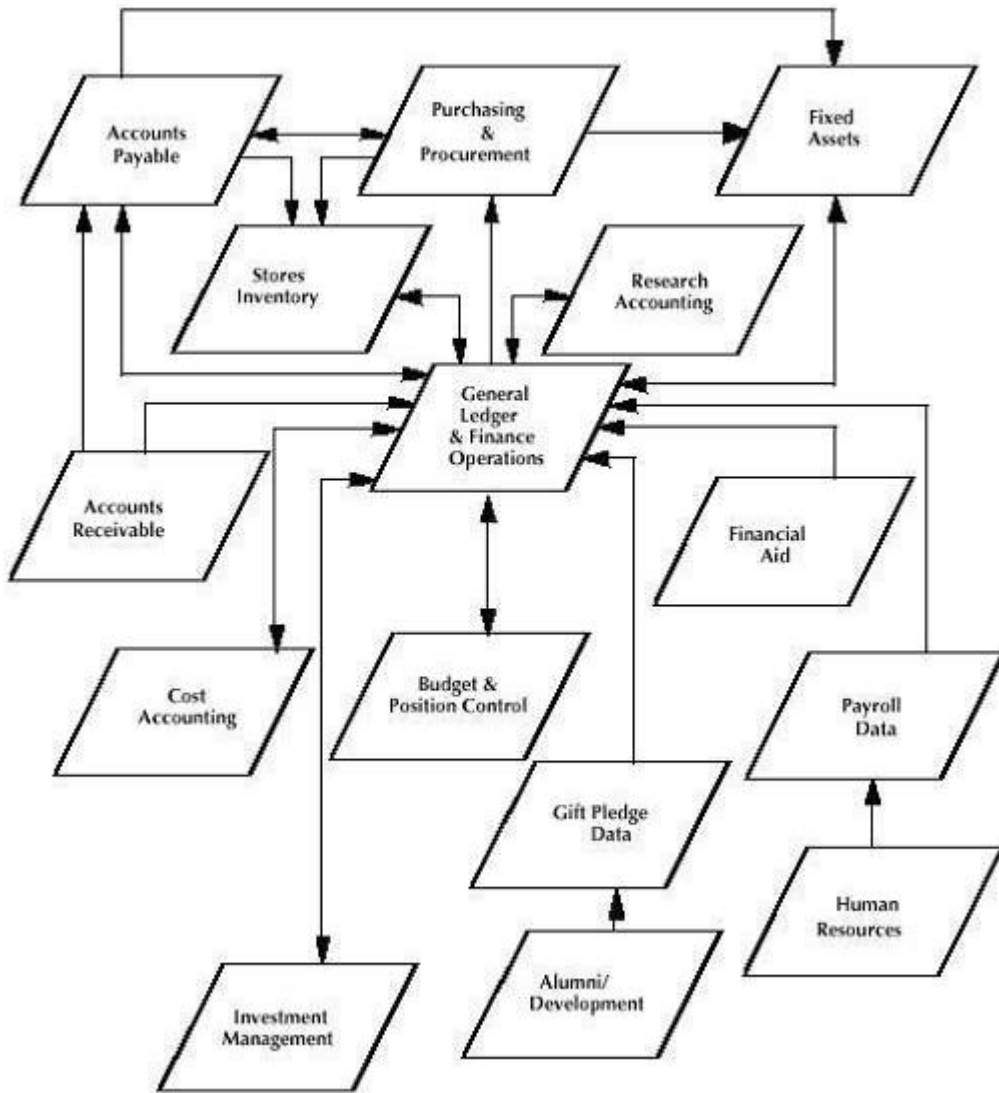 Accounts
Payable
Purchasing
&
Procurement
Fixed
Assets
Stores
Inventory
Research
Accounting
General
Ledger
& Finance
Operations
Accounts
Receivable
Financial
Aid
Cost
Accounting
Budget &
Position Control
Payroll
Data
Gift Pledge
Data
Human
Resources
Alumni/
Development
Investment
Management